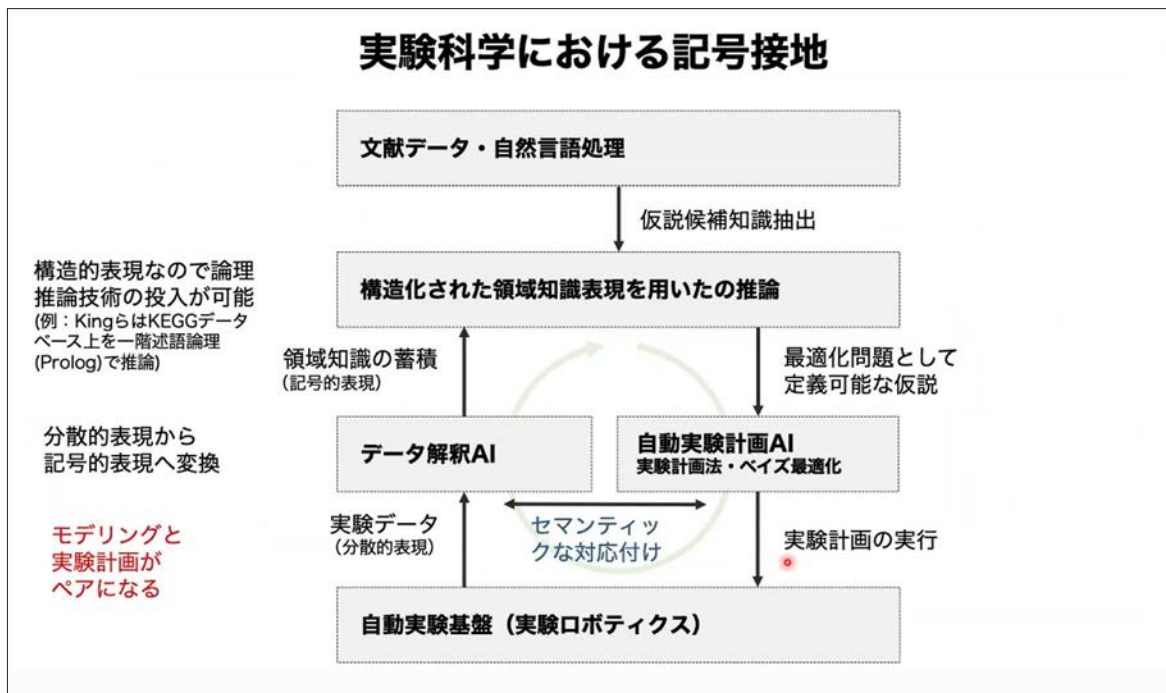 実験科学における記号接地
文献データ・自然言語処理
仮説候補知識抽出
構造的表現なので論理
推論技術の投入が可能
(例：KingらはKEGGデータ
ベース上を一階述語論理
(Prolog)で推論)
構造化された領域知識表現を用いたの推論
領域知識の蓄積
(記号的表現)
最適化問題として
定義可能な仮説
分散的表現から
記号的表現へ変換
データ解釈AI
自動実験計画AI
実験計画法・ベイズ最適化
モデリングと
実験計画が
ペアになる
実験データ
(分散的表現)
セマンティッ
クな対応付け
実験計画の実行
自動実験基盤（実験ロボティクス）